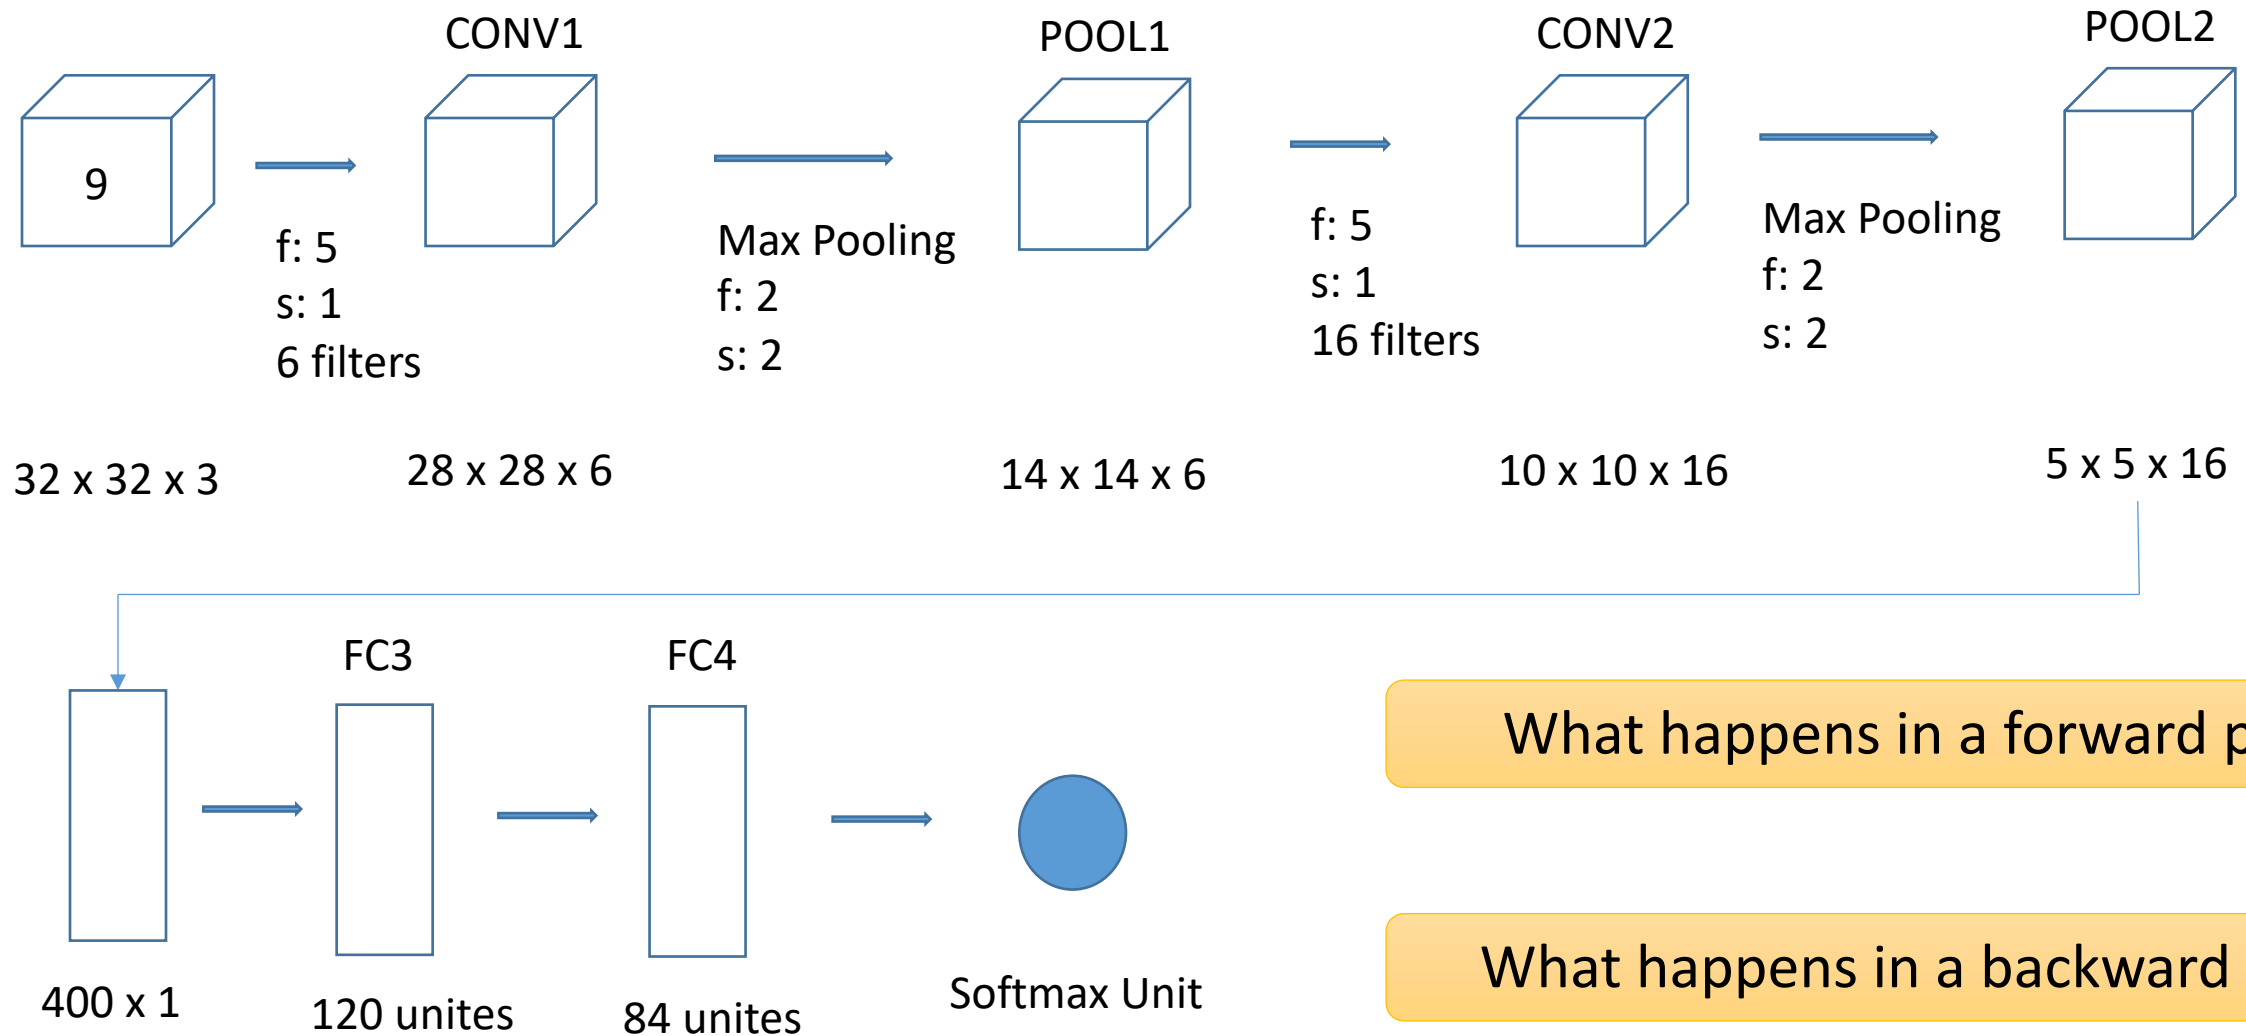 CONV1
POOL1
CONV2
POOL2
9
f: 5
s: 1
6 filters
Max Pooling
f: 2
s: 2
f: 5
s: 1
16 filters
Max Pooling
f: 2
s: 2
32 x 32 x 3
28 x 28 x 6
14 x 14 x 6
10 x 10 x 16
5 x 5 x 16
FC3
FC4
400 x 1
120 unites
84 unites
Softmax Unit
What happens in a forward
What happens in a backward